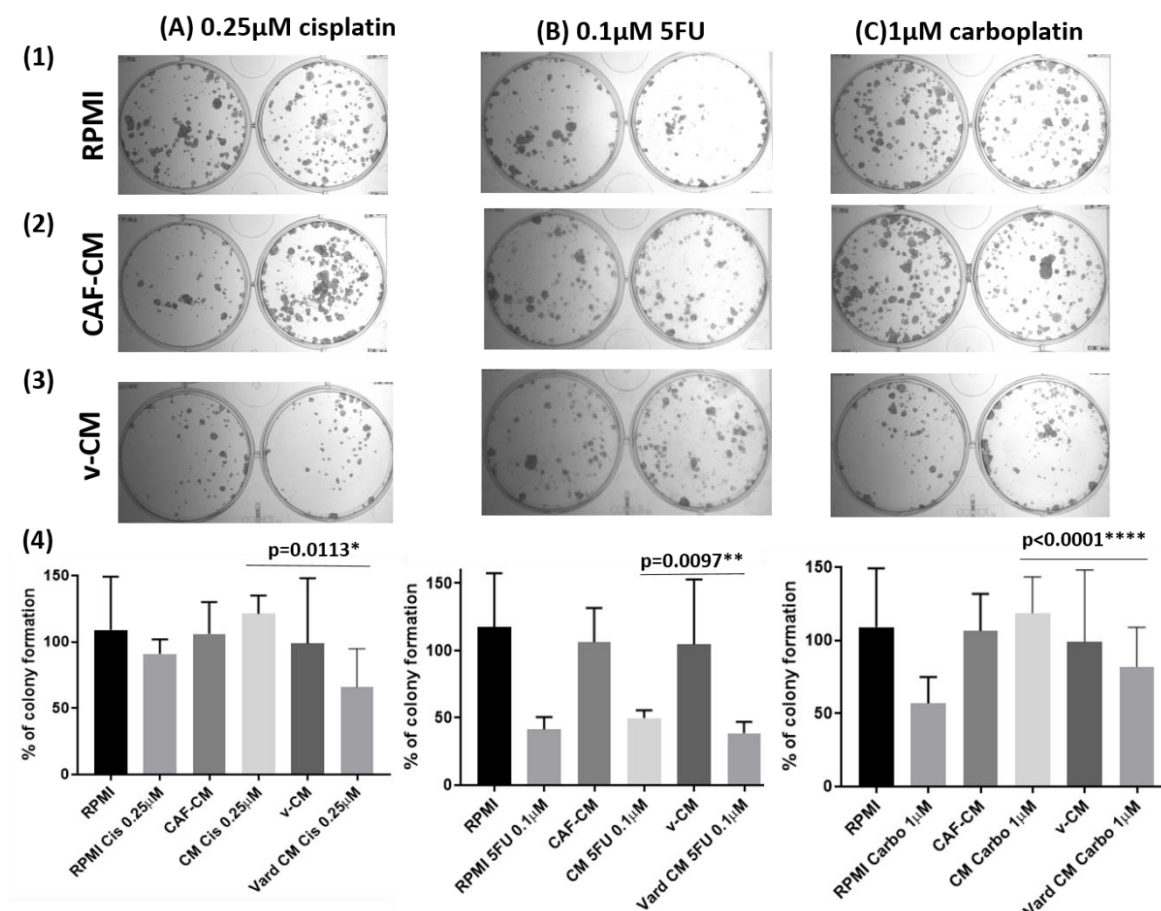 (A) 0.25μM cisplatin
(B) 0.1μM 5FU
(C)1μM carboplatin
(1)
RPMI
(2)
CAF-CM
(3)
v-CM
(4)
p=0.0113*
150
100
50
0
% of colony formation
RPMI
RPMI Cis 0.25μM
CAF-CM
CM Cis 0.25μM
v-CM
Vard CM Cis 0.25μM
p=0.0097**
150
100
50
0
% of colony formation
RPMI
RPMI 5FU 0.1μM
CAF-CM
CM 5FU 0.1μM
v-CM
Vard CM 5FU 0.1μM
p<0.0001****
150
100
50
0
% of colony formation
RPMI
RPMI Carbo 1μM
CAF-CM
CM Carbo 1μM
v-CM
Vard CM Carbo 1μM